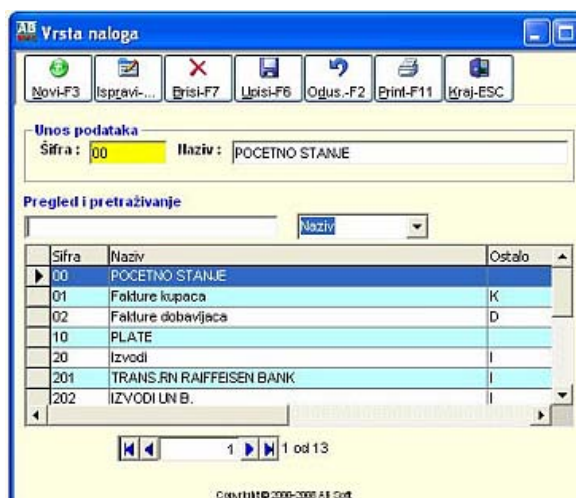 AB Vrsta naloga
Novi-F3 Ispravi-... Brisi-F7 Upisi-F6 Odus.-F2 Print-F11 Kraj-ESC
Unos podataka
Šifra : 00 Naziv : POCETNO STANJE
Pregled i pretraživanje
Naziv
Sifra Naziv Ostalo
00 POCETNO STANJE
01 Fakture kupaca K
02 Fakture dobavljaca D
10 PLATE
20 Izvodi I
201 TRANS.RN RAIFFEISEN BANK I
202 IZVODI UN B. I
1 1 od 13
Copyright